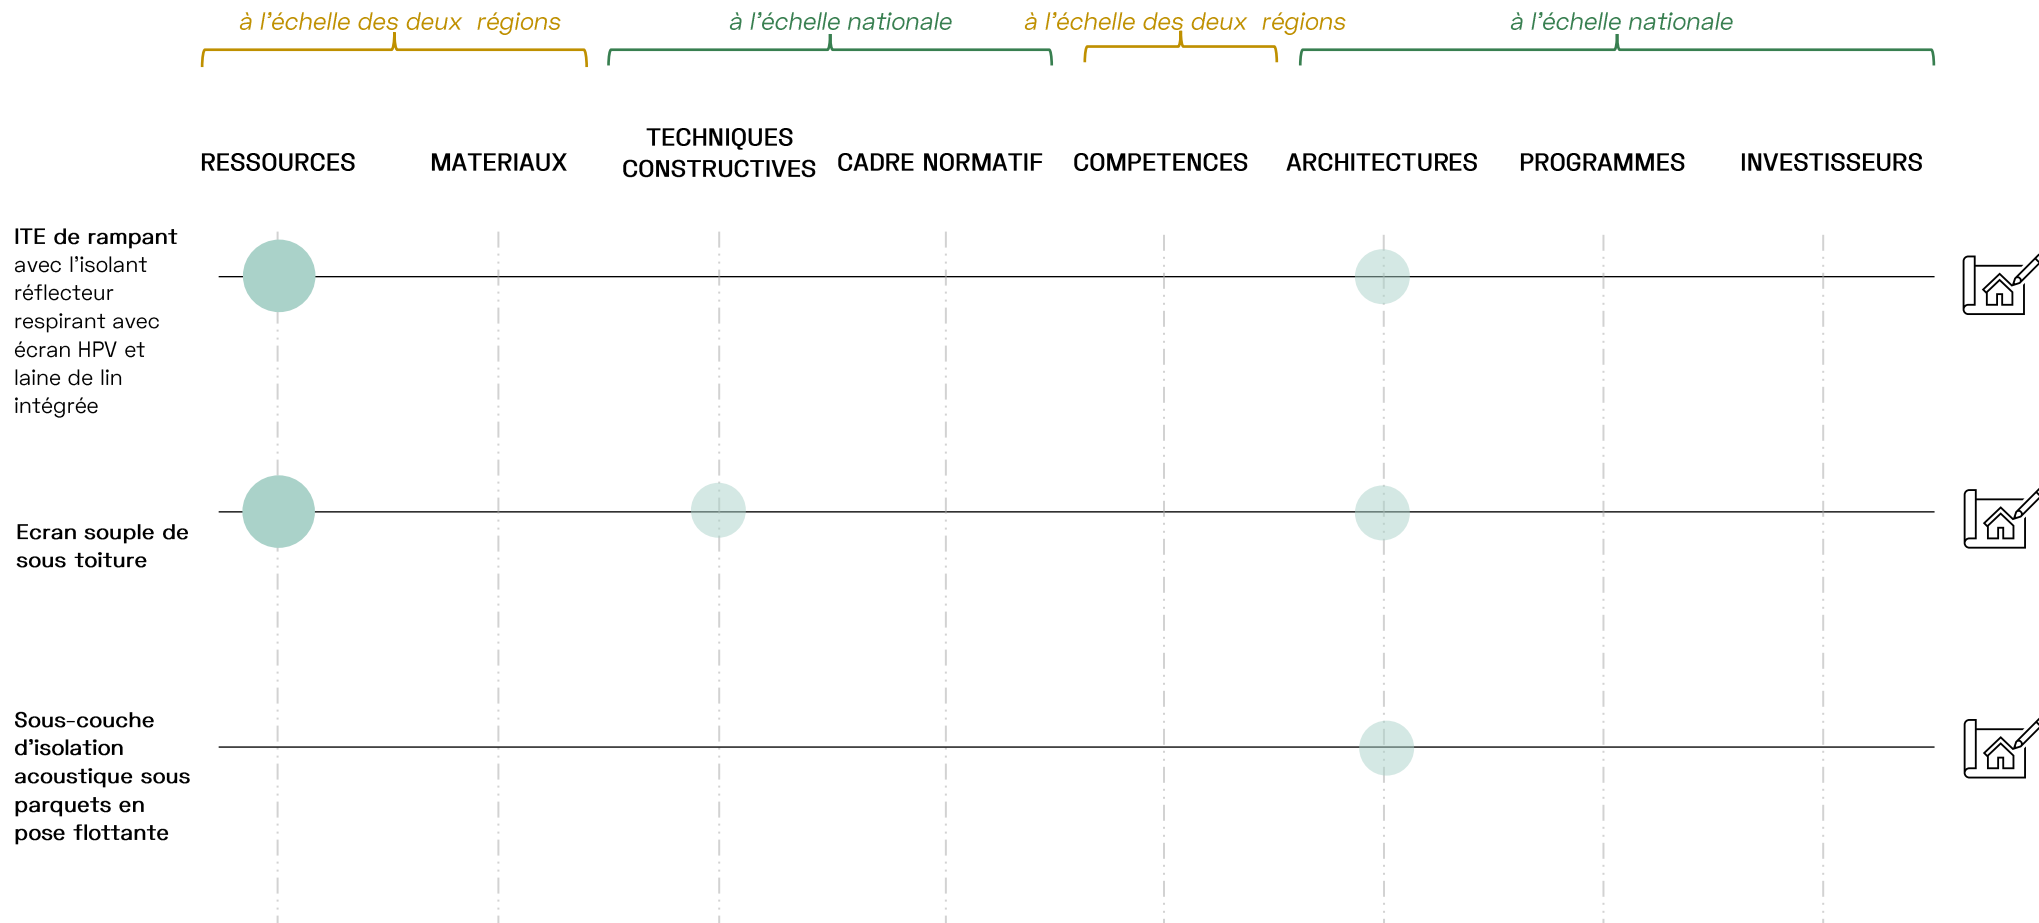 à l'échelle des deux  régions
à l'échelle nationale
à l'échelle des deux  régions
à l'échelle nationale
RESSOURCES
MATERIAUX
TECHNIQUES
CONSTRUCTIVES
CADRE NORMATIF
COMPETENCES
ARCHITECTURES
PROGRAMMES
INVESTISSEURS
ITE de rampant
avec l'isolant
réflecteur
respirant avec
écran HPV et
laine de lin
intégrée
Ecran souple de
sous toiture
Sous-couche
d'isolation
acoustique sous
parquets en
pose flottante